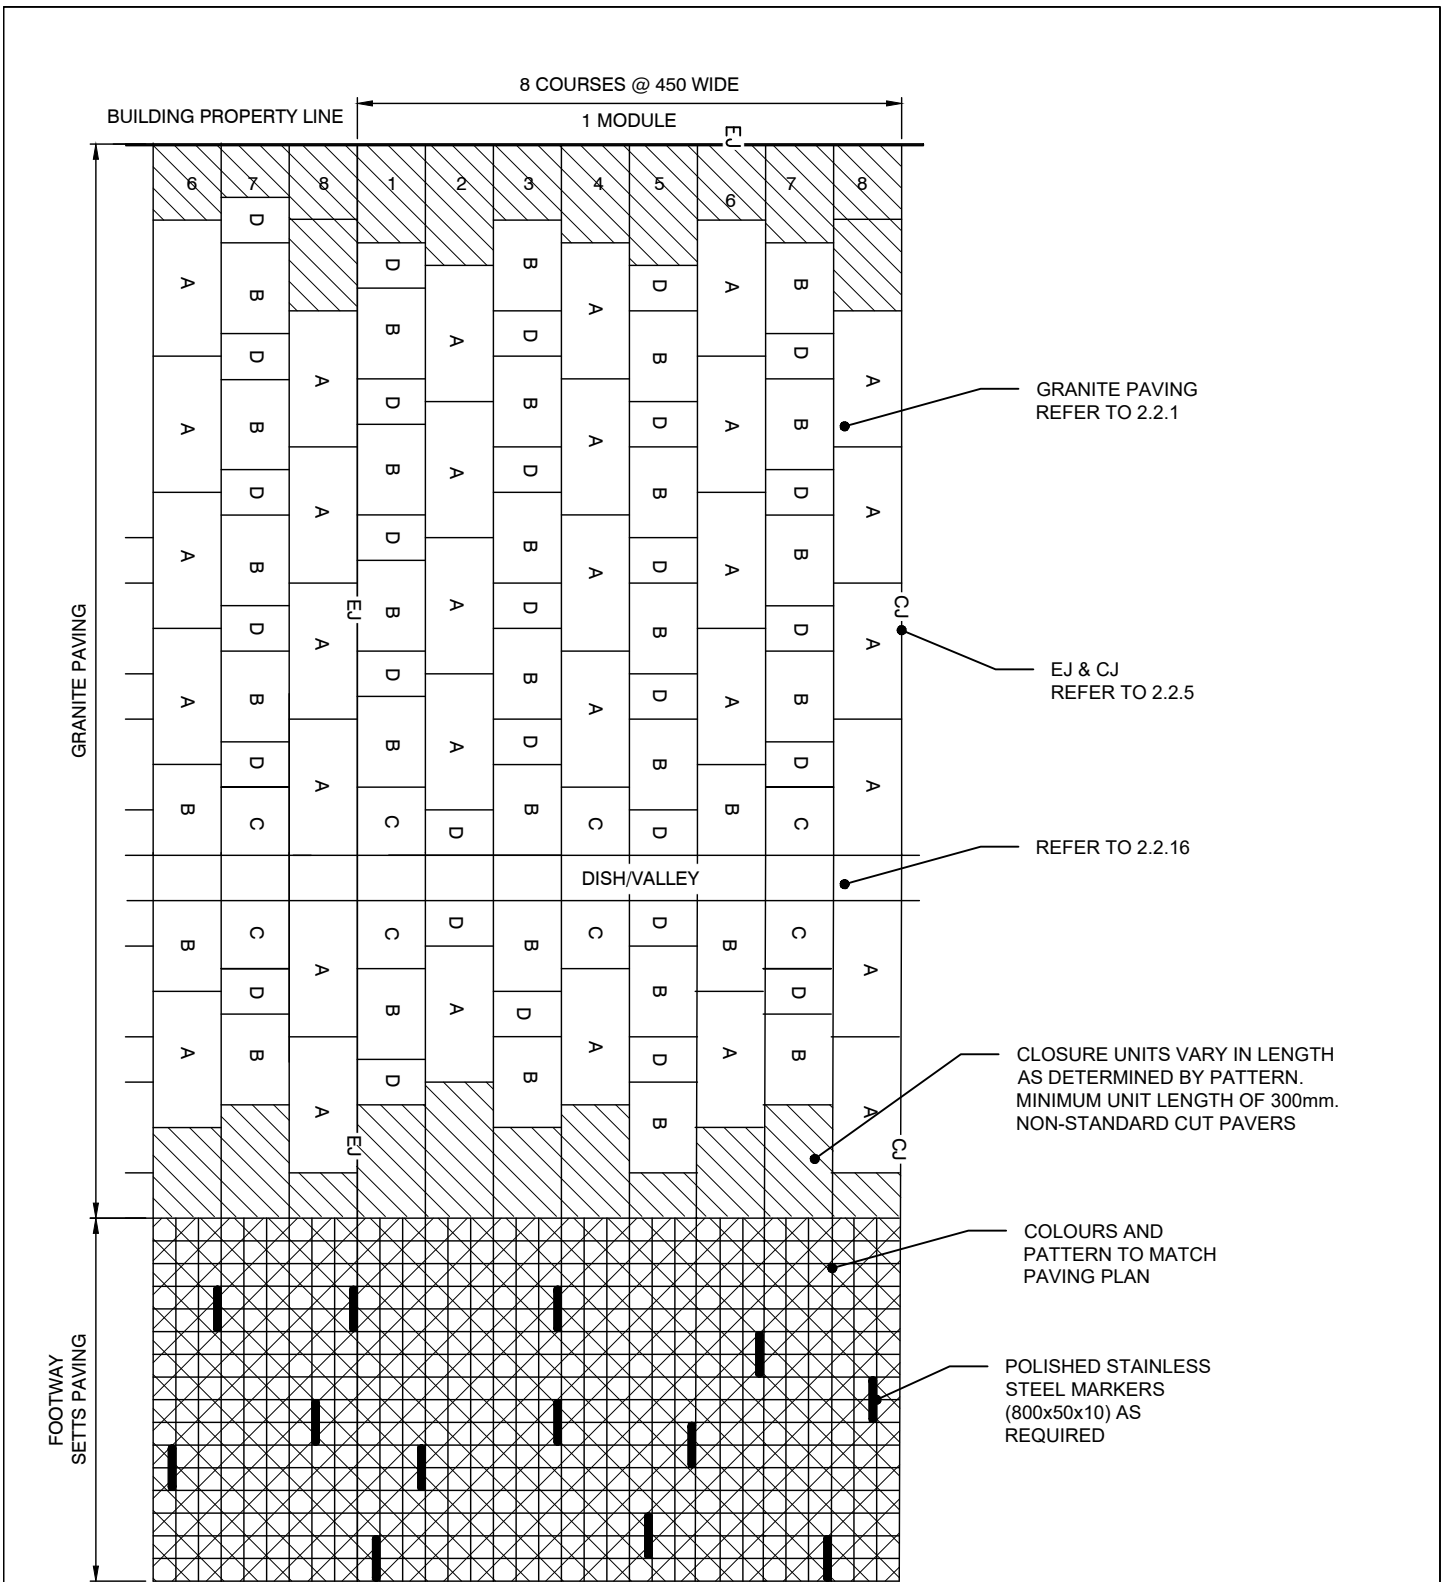 8 COURSES @ 450 WIDE
BUILDING PROPERTY LINE
1 MODULE
EJ
6 7 8 1 2 3 4 5 6 7 8
D
A B D A B D A B D A B C
D B D B D B D B C
A A A A D
B D B D B D B D B
A A A A C
D B D B D B D B D
A A A A B
B D B D B D B D C
A A A A
GRANITE PAVING
REFER TO 2.2.1
EJ
CJ
EJ & CJ
REFER TO 2.2.5
GRANITE PAVING
REFER TO 2.2.16
DISH/VALLEY
B C A C D B C D B C A
A D B A B A D A B A D A
B D B B
EJ
CJ
CLOSURE UNITS VARY IN LENGTH
AS DETERMINED BY PATTERN.
MINIMUM UNIT LENGTH OF 300mm.
NON-STANDARD CUT PAVERS
COLOURS AND
PATTERN TO MATCH
PAVING PLAN
FOOTWAY
SETTS PAVING
POLISHED STAINLESS
STEEL MARKERS
(800x50x10) AS
REQUIRED